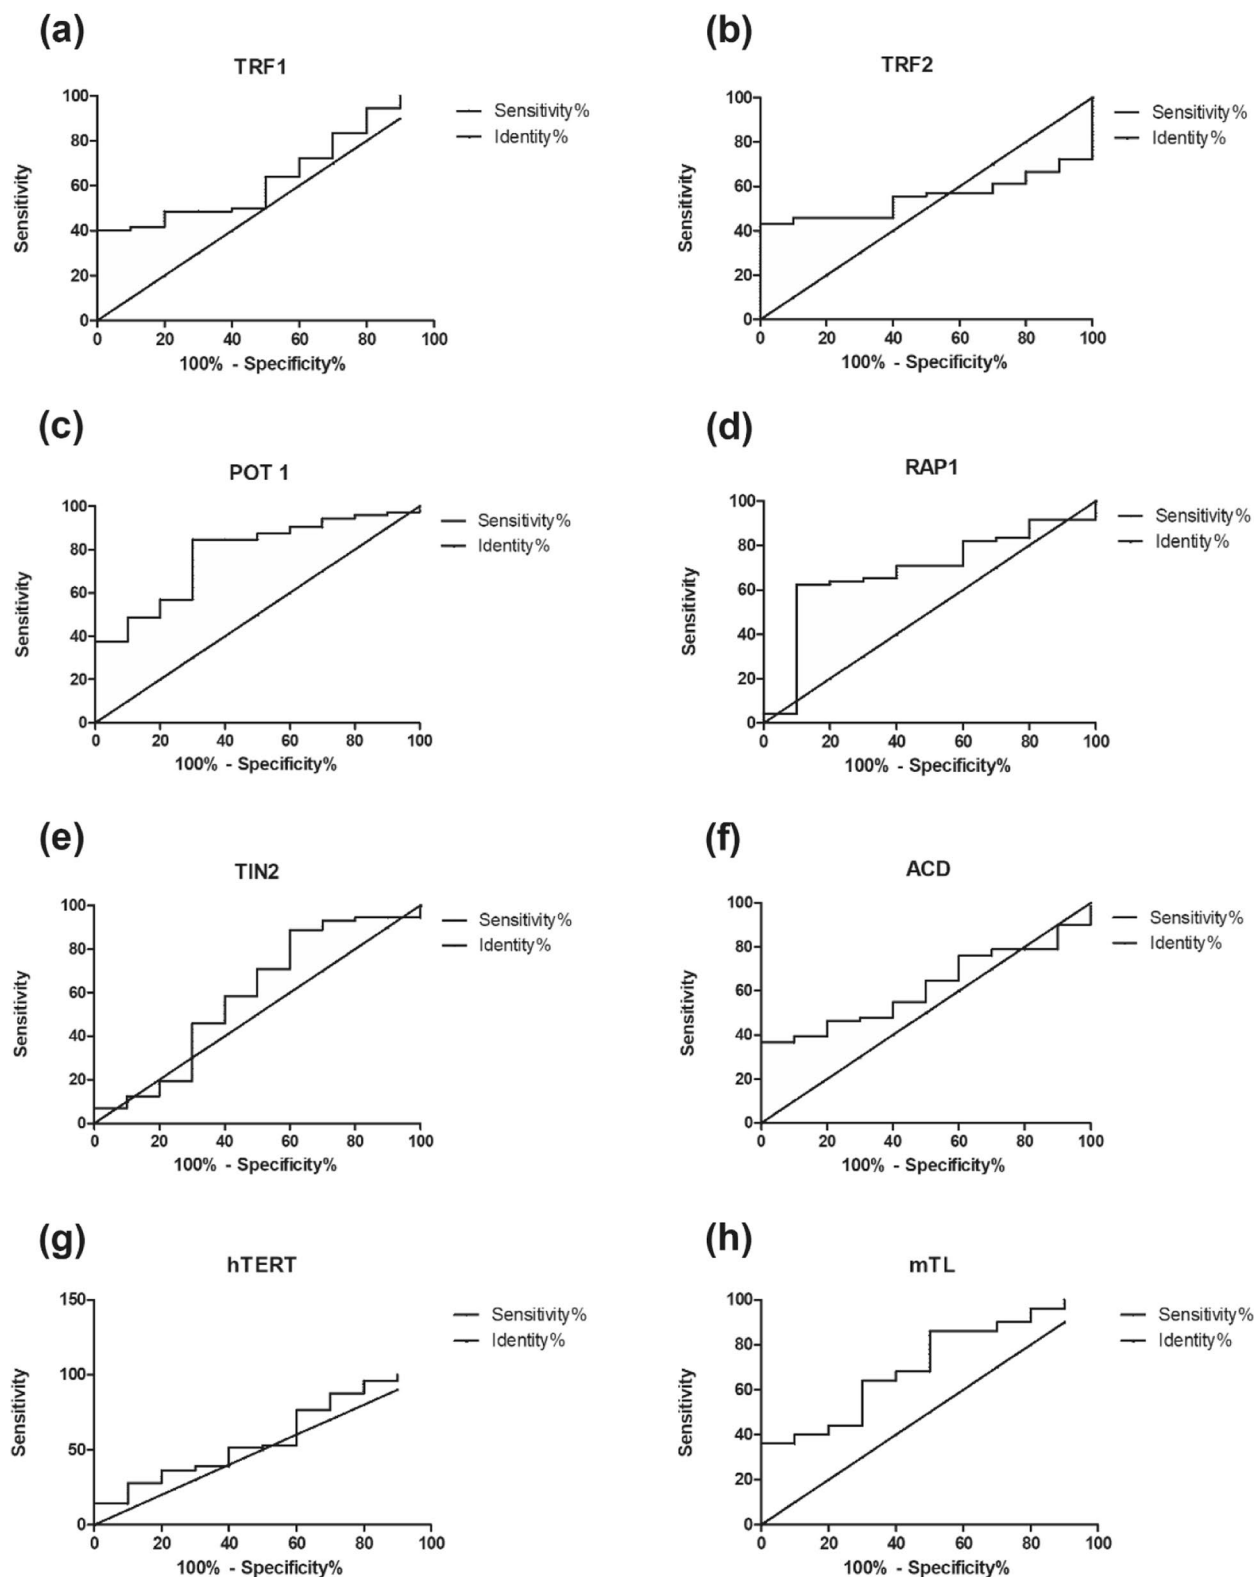 (a)
TRF1
100
80
60
40
20
0
Sensitivity
0 20 40 60 80 100
100% - Specificity%
Sensitivity%
Identity%
(b)
TRF2
100
80
60
40
20
0
Sensitivity
0 20 40 60 80 100
100% - Specificity%
Sensitivity%
Identity%
(c)
POT 1
100
80
60
40
20
0
Sensitivity
0 20 40 60 80 100
100% - Specificity%
Sensitivity%
Identity%
(d)
RAP1
100
80
60
40
20
0
Sensitivity
0 20 40 60 80 100
100% - Specificity%
Sensitivity%
Identity%
(e)
TIN2
100
80
60
40
20
0
Sensitivity
0 20 40 60 80 100
100% - Specificity%
Sensitivity%
Identity%
(f)
ACD
100
80
60
40
20
0
Sensitivity
0 20 40 60 80 100
100% - Specificity%
Sensitivity%
Identity%
(g)
hTERT
150
100
50
0
Sensitivity
0 20 40 60 80 100
100% - Specificity%
Sensitivity%
Identity%
(h)
mTL
100
80
60
40
20
0
Sensitivity
0 20 40 60 80 100
100% - Specificity%
Sensitivity%
Identity%